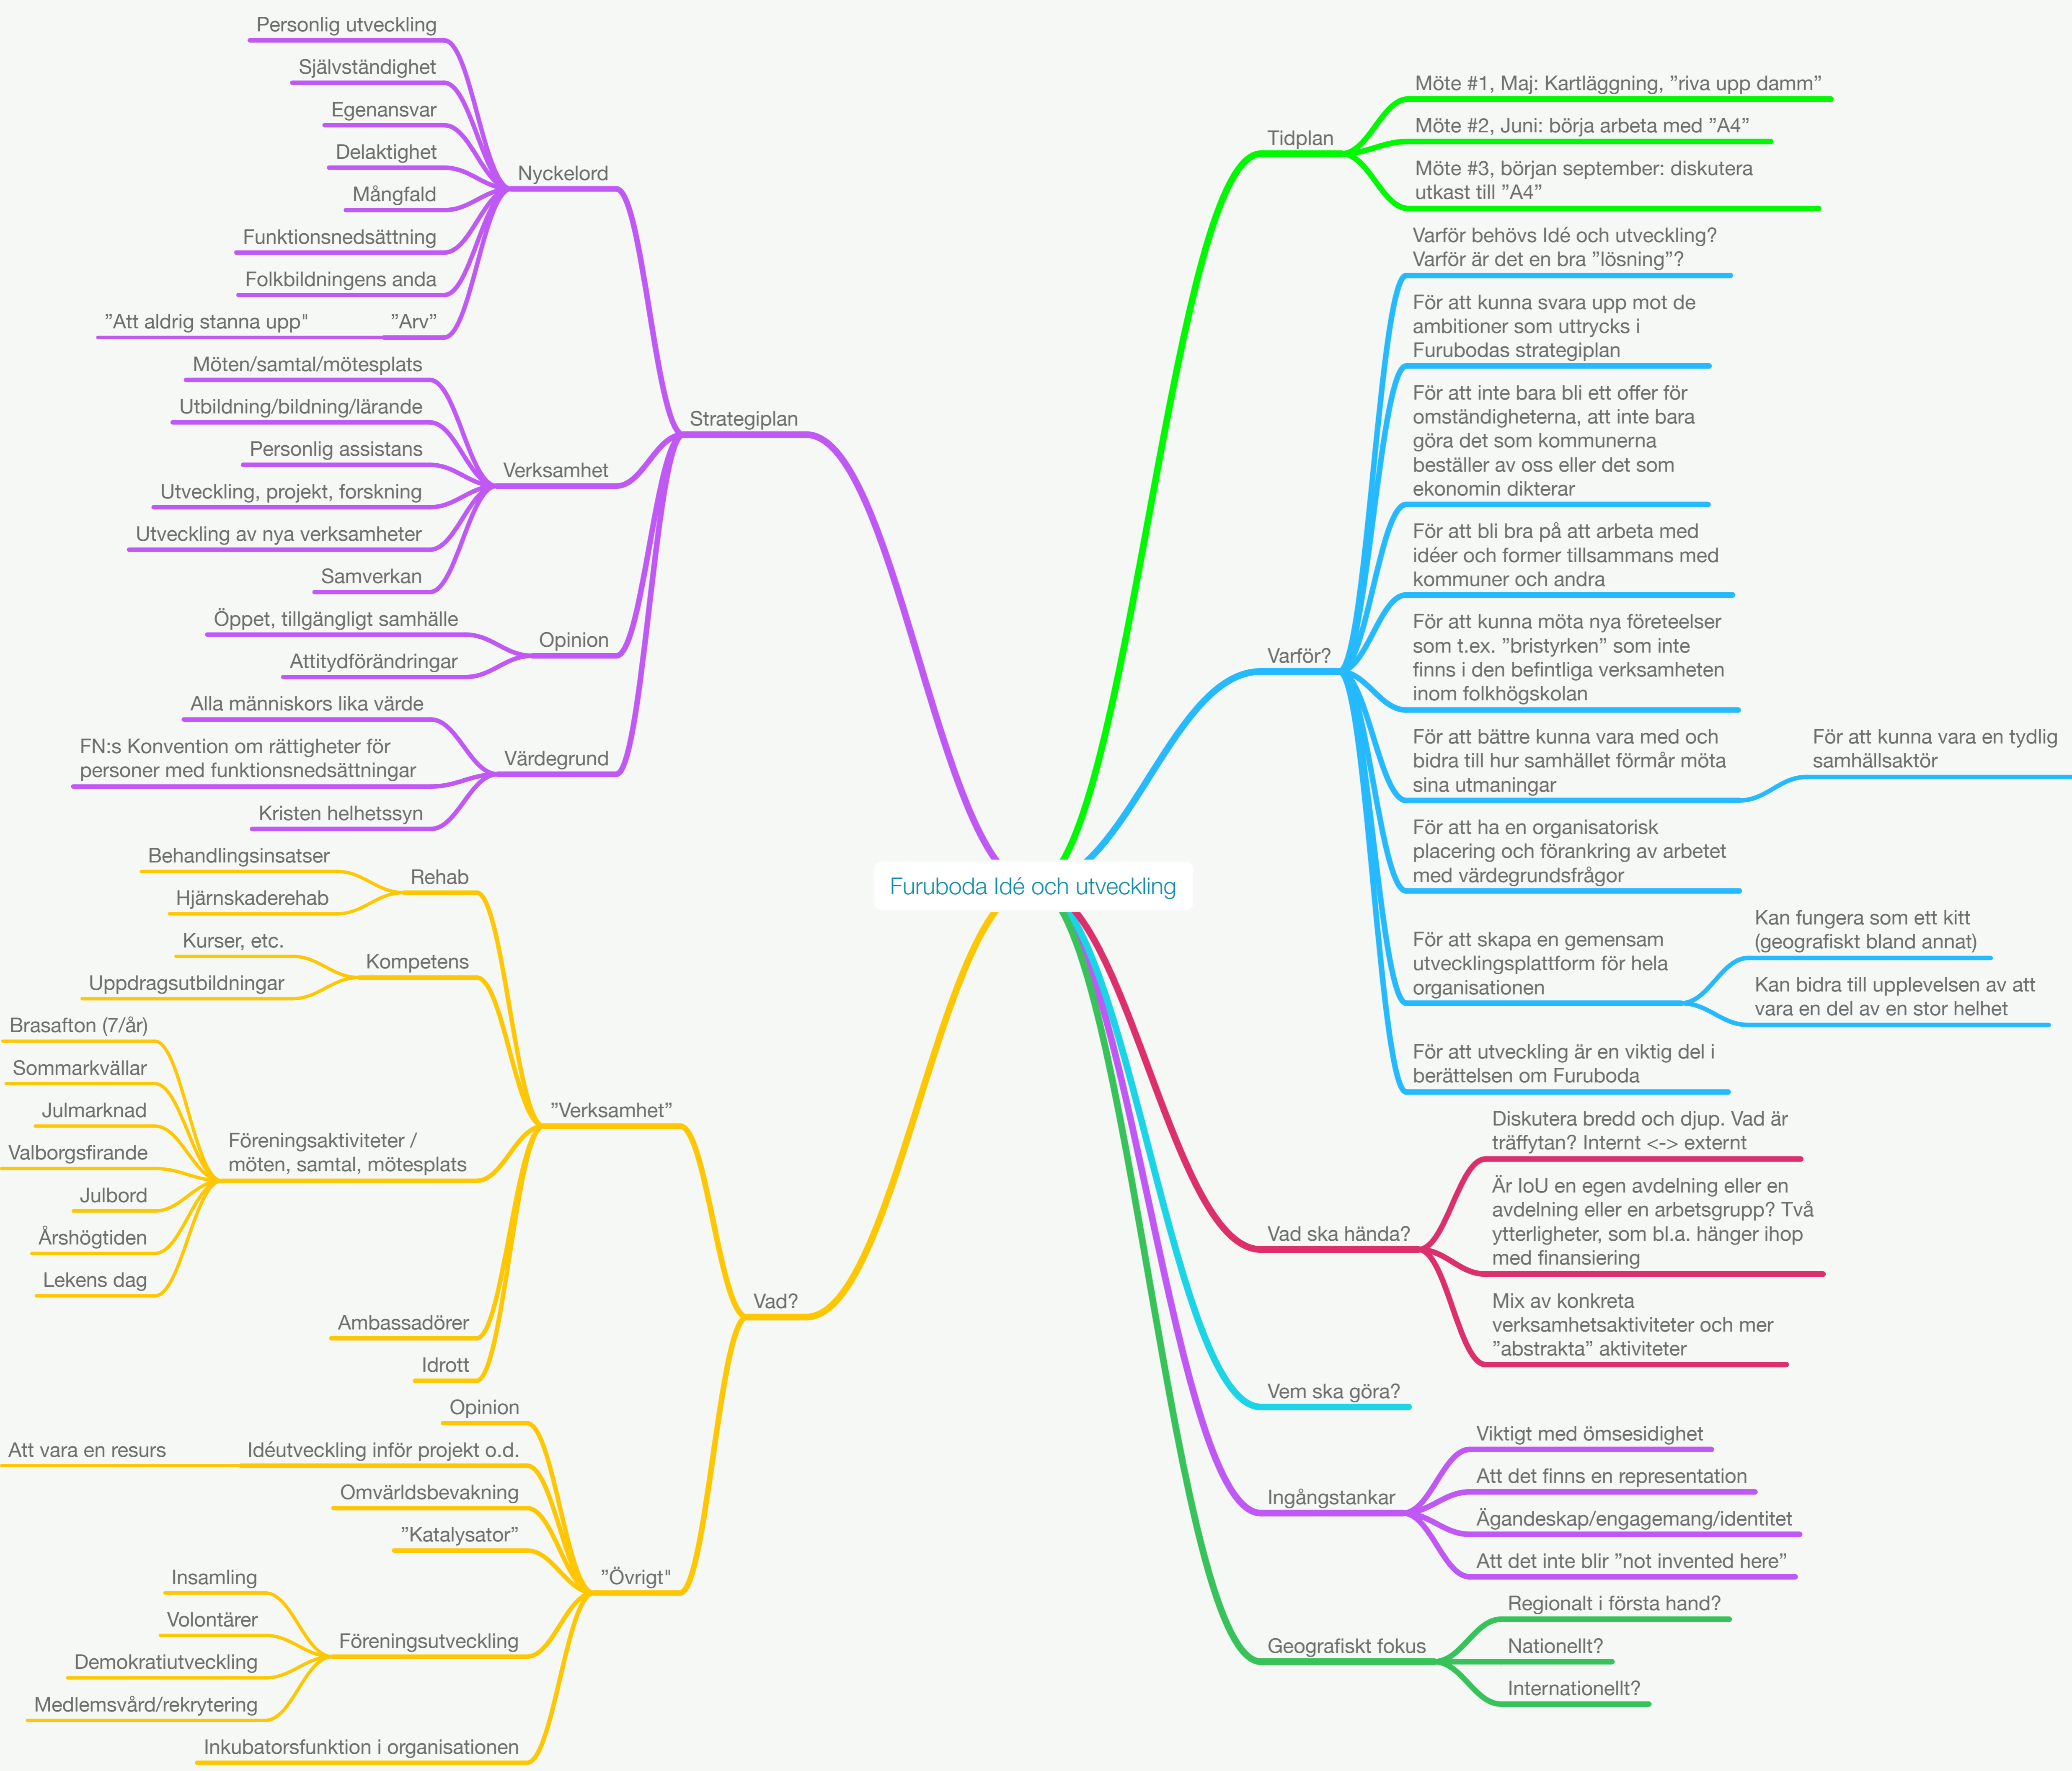 Furuboda Idé och utveckling
Tidplan
Möte #1, Maj: Kartläggning, ”riva upp damm”
Möte #2, Juni: börja arbeta med ”A4”
Möte #3, början september: diskutera
utkast till ”A4”
Varför?
Varför behövs Idé och utveckling?
Varför är det en bra ”lösning”?
För att kunna svara upp mot de
ambitioner som uttrycks i
Furubodas strategiplan
För att inte bara bli ett offer för
omständigheterna, att inte bara
göra det som kommunerna
beställer av oss eller det som
ekonomin dikterar
För att bli bra på att arbeta med
idéer och former tillsammans med
kommuner och andra
För att kunna möta nya företeelser
som t.ex. ”bristyrken” som inte
finns i den befintliga verksamheten
inom folkhögskolan
För att bättre kunna vara med och
bidra till hur samhället förmår möta
sina utmaningar
För att kunna vara en tydlig
samhällsaktör
För att ha en organisatorisk
placering och förankring av arbetet
med värdegrundsfrågor
För att skapa en gemensam
utvecklingsplattform för hela
organisationen
Kan fungera som ett kitt
(geografiskt bland annat)
Kan bidra till upplevelsen av att
vara en del av en stor helhet
För att utveckling är en viktig del i
berättelsen om Furuboda
Vad ska hända?
Diskutera bredd och djup. Vad är
träffytan? Internt <-> externt
Är IoU en egen avdelning eller en
avdelning eller en arbetsgrupp? Två
ytterligheter, som bl.a. hänger ihop
med finansiering
Mix av konkreta
verksamhetsaktiviteter och mer
”abstrakta” aktiviteter
Vem ska göra?
Ingångstankar
Viktigt med ömsesidighet
Att det finns en representation
Ägandeskap/engagemang/identitet
Att det inte blir ”not invented here”
Geografiskt fokus
Regionalt i första hand?
Nationellt?
Internationellt?
Strategiplan
Nyckelord
Personlig utveckling
Självständighet
Egenansvar
Delaktighet
Mångfald
Funktionsnedsättning
Folkbildningens anda
”Arv”
”Att aldrig stanna upp"
Verksamhet
Möten/samtal/mötesplats
Utbildning/bildning/lärande
Personlig assistans
Utveckling, projekt, forskning
Utveckling av nya verksamheter
Samverkan
Opinion
Öppet, tillgängligt samhälle
Attitydförändringar
Värdegrund
Alla människors lika värde
FN:s Konvention om rättigheter för
personer med funktionsnedsättningar
Kristen helhetssyn
Vad?
”Verksamhet”
Rehab
Behandlingsinsatser
Hjärnskaderehab
Kompetens
Kurser, etc.
Uppdragsutbildningar
Föreningsaktiviteter /
möten, samtal, mötesplats
Brasafton (7/år)
Sommarkvällar
Julmarknad
Valborgsfirande
Julbord
Årshögtiden
Lekens dag
Ambassadörer
Idrott
”Övrigt"
Opinion
Idéutveckling inför projekt o.d.
Att vara en resurs
Omvärldsbevakning
”Katalysator”
Föreningsutveckling
Insamling
Volontärer
Demokratiutveckling
Medlemsvård/rekrytering
Inkubatorsfunktion i organisationen